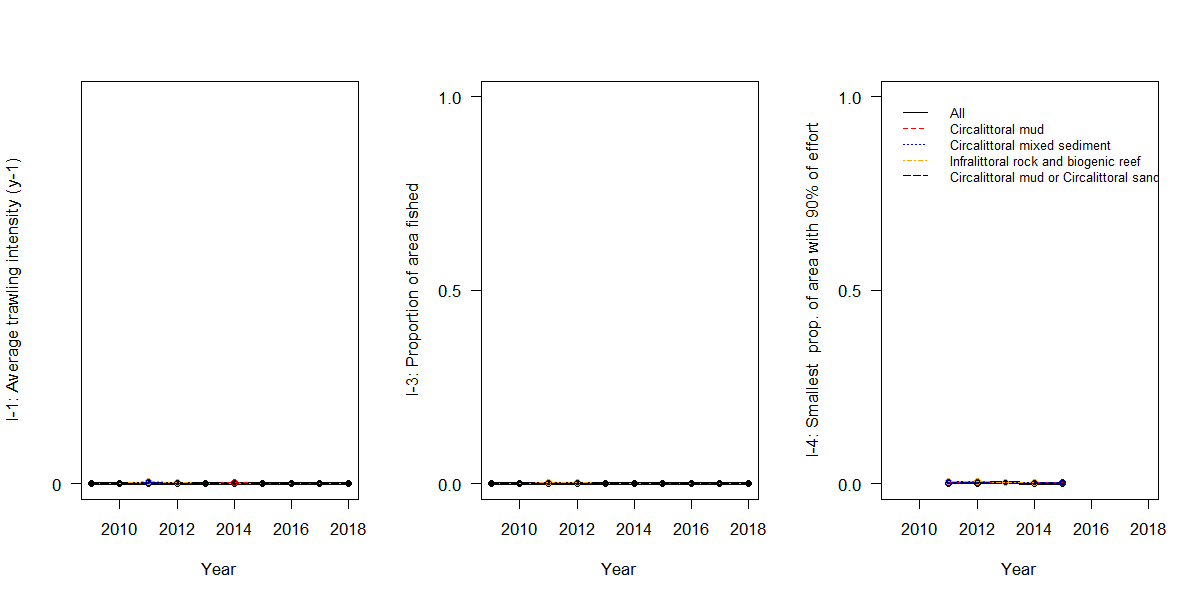 I-1: Average trawling intensity (y-1)
0
2010 2012 2014 2016 2018
Year
I-3: Proportion of area fished
1.0
0.5
0.0
2010 2012 2014 2016 2018
Year
I-4: Smallest prop. of area with 90% of effort
1.0
0.5
0.0
All
Circalittoral mud
Circalittoral mixed sediment
Infralittoral rock and biogenic reef
Circalittoral mud or Circalittoral sand
2010 2012 2014 2016 2018
Year